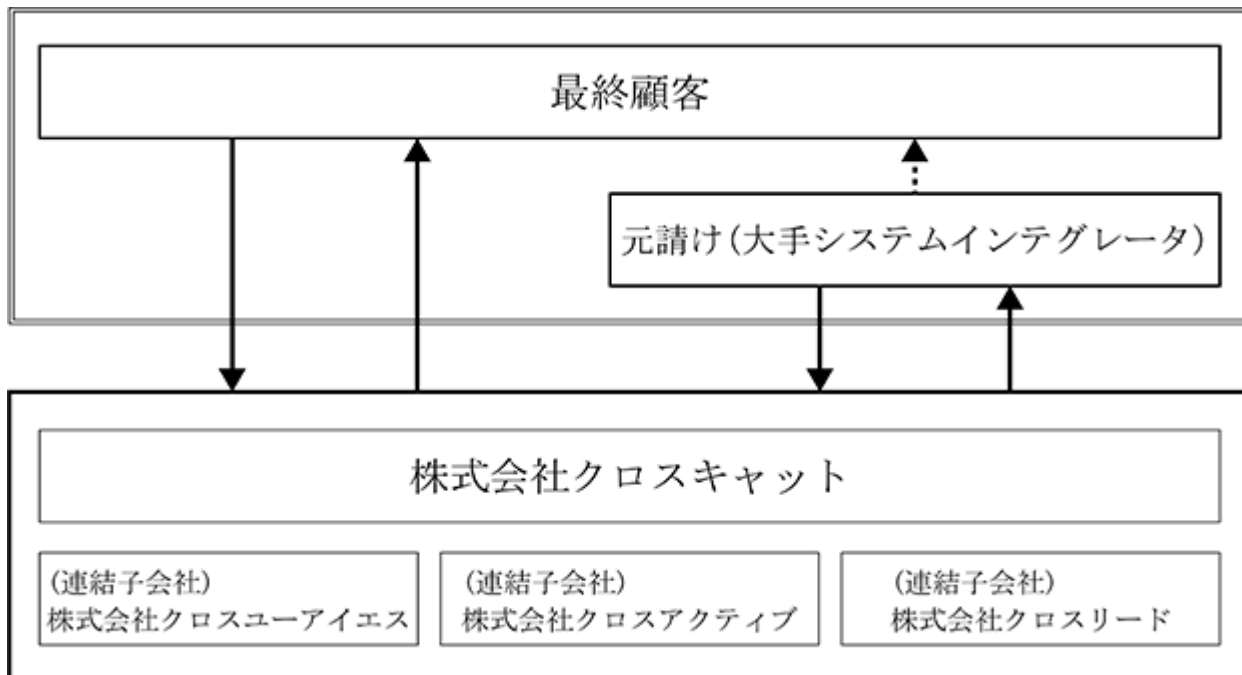 最終顧客
元請け(大手システムインテグレータ)
株式会社クロスキャット
(連結子会社)
株式会社クロスユーアイエス
(連結子会社)
株式会社クロスアクティブ
(連結子会社)
株式会社クロスリード